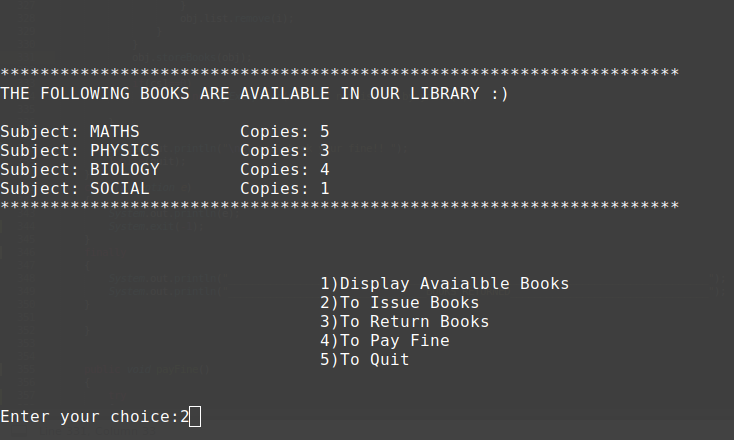 ********************************************************************
THE FOLLOWING BOOKS ARE AVAILABLE IN OUR LIBRARY :)
Subject: MATHS          Copies: 5
Subject: PHYSICS        Copies: 3
Subject: BIOLOGY        Copies: 4
Subject: SOCIAL         Copies: 1
********************************************************************
1)Display Avaialble Books
2)To Issue Books
3)To Return Books
4)To Pay Fine
5)To Quit
Enter your choice:2